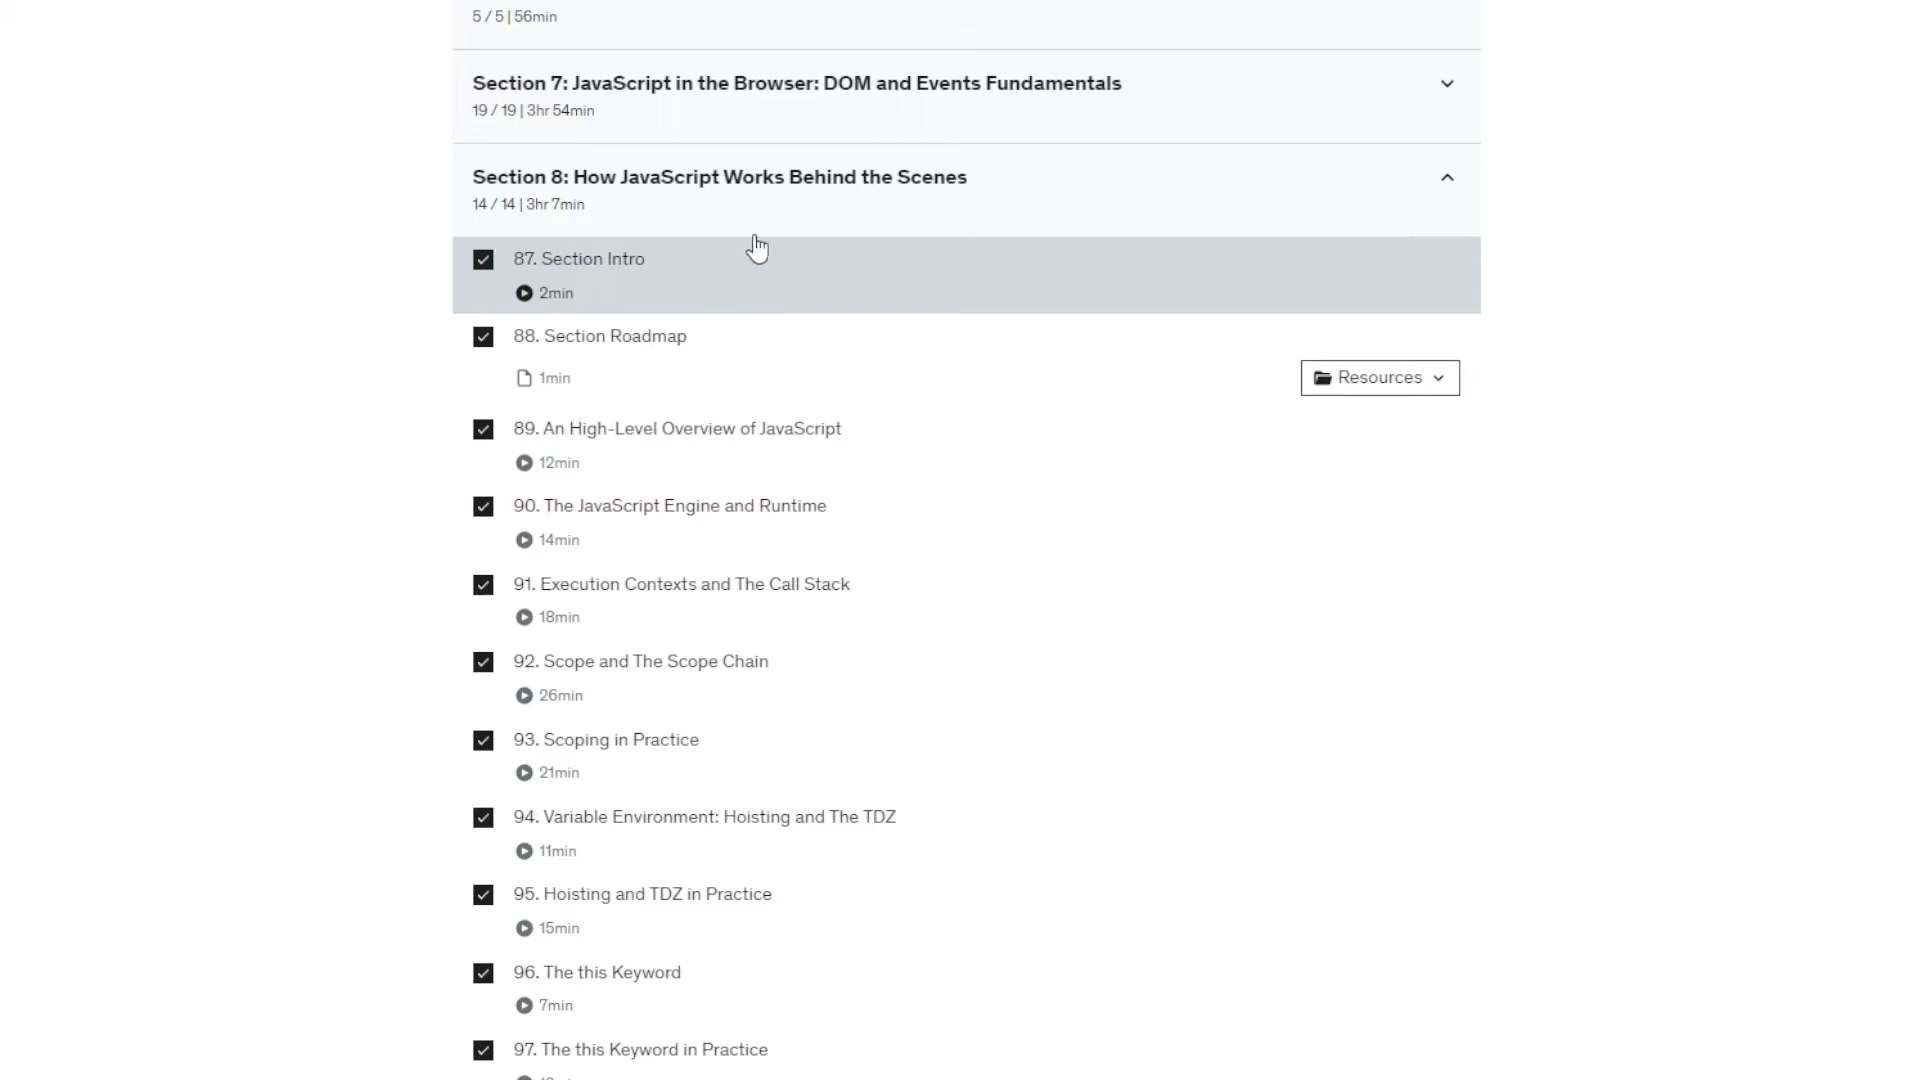 5 / 5 | 56min
Section 7: JavaScript in the Browser: DOM and Events Fundamentals
19 / 19 | 3hr 54min
Section 8: How JavaScript Works Behind the Scenes
14 / 14 | 3hr 7min
87. Section Intro
2min
88. Section Roadmap
1min
Resources
89. An High-Level Overview of JavaScript
12min
90. The JavaScript Engine and Runtime
14min
91. Execution Contexts and The Call Stack
18min
92. Scope and The Scope Chain
26min
93. Scoping in Practice
21min
94. Variable Environment: Hoisting and The TDZ
11min
95. Hoisting and TDZ in Practice
15min
96. The this Keyword
7min
97. The this Keyword in Practice